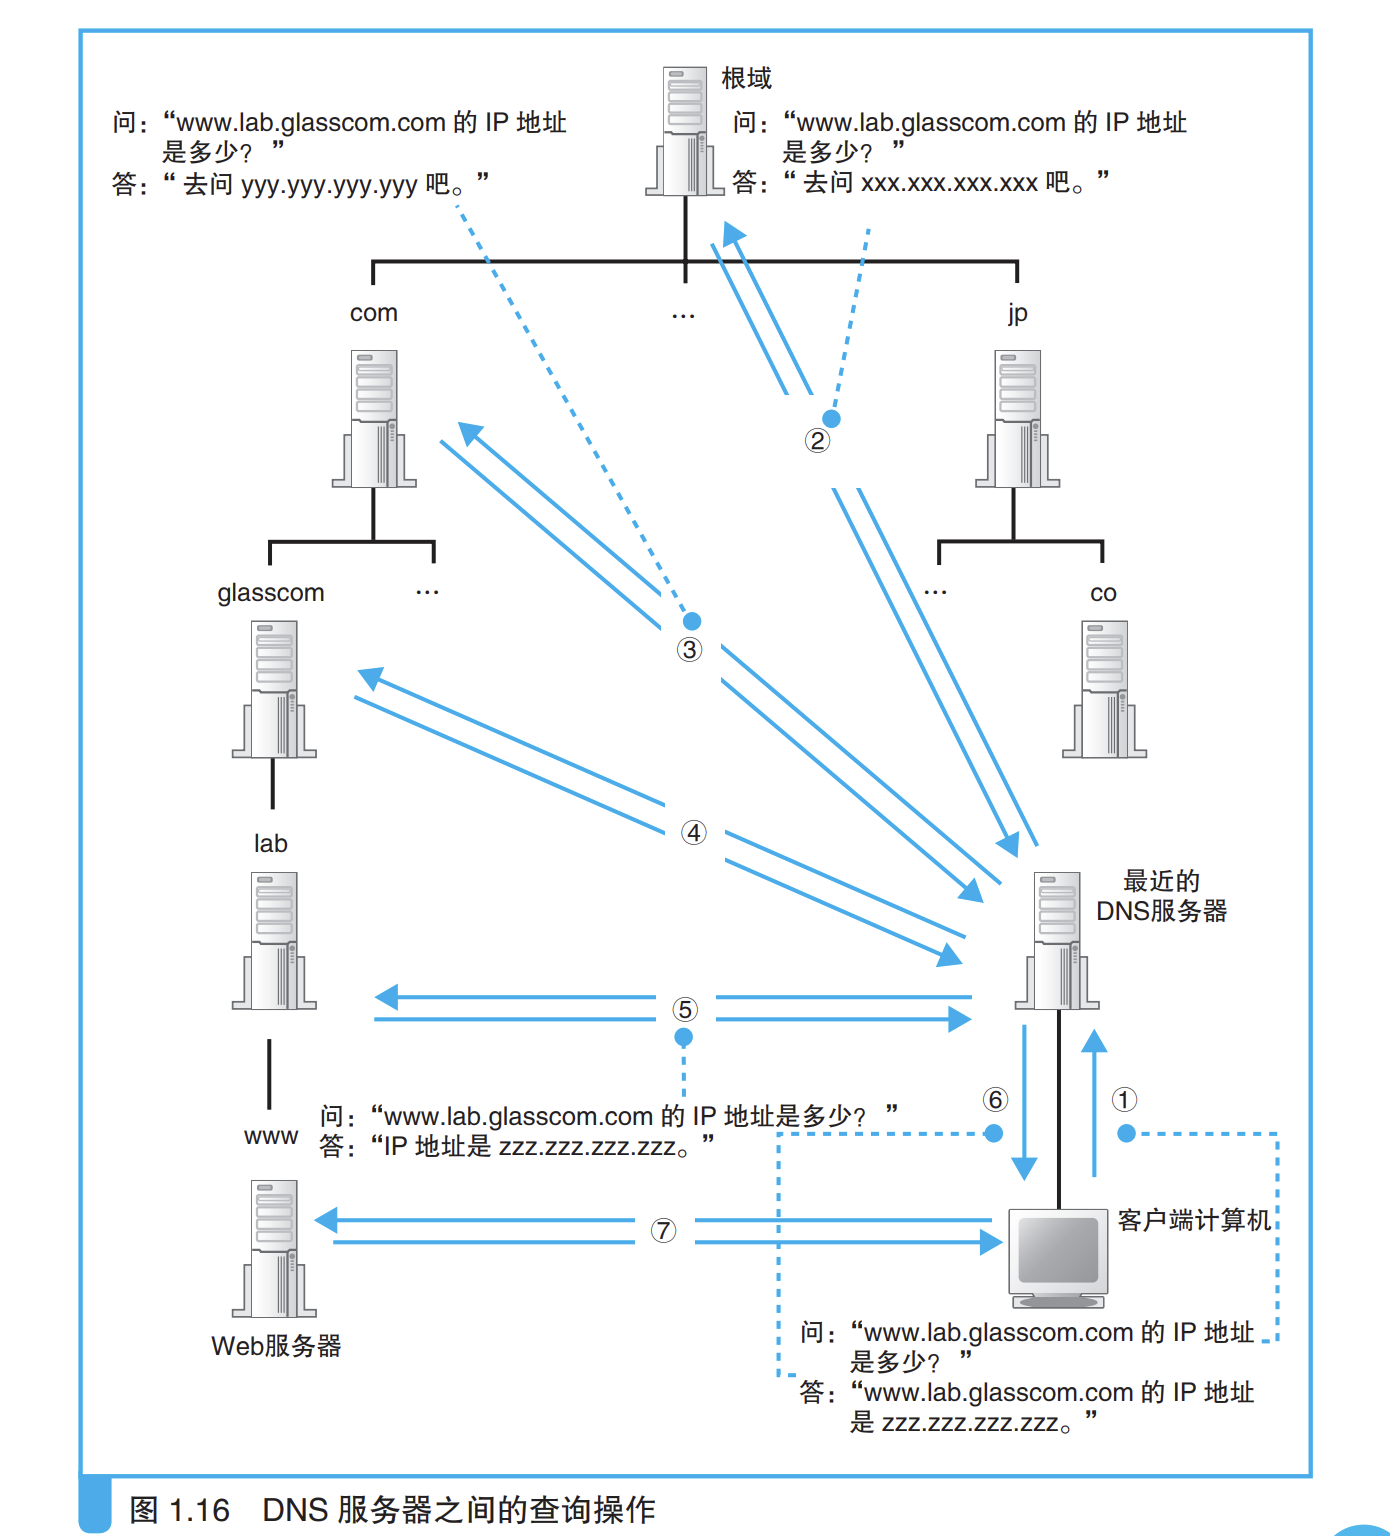 根域
问：“www.lab.glasscom.com 的 IP 地址
是多少？”
答：“去问 yyy.yyy.yyy.yyy 吧。”
问：“www.lab.glasscom.com 的 IP 地址
是多少？”
答：“去问 xxx.xxx.xxx.xxx 吧。”
com
...
jp
②
glasscom
...
...
co
③
④
lab
最近的
DNS服务器
⑤
⑥
①
问：“www.lab.glasscom.com 的 IP 地址是多少？”
答：“IP 地址是 zzz.zzz.zzz.zzz。”
www
⑦
客户端计算机
Web服务器
问：“www.lab.glasscom.com 的 IP 地址
是多少？”
答：“www.lab.glasscom.com 的 IP 地址
是 zzz.zzz.zzz.zzz。”
图 1.16 DNS 服务器之间的查询操作